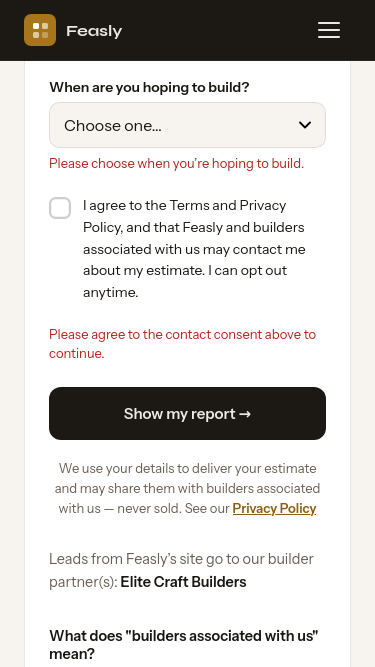 Feasly
When are you hoping to build?
Choose one...
Please choose when you're hoping to build.
I agree to the Terms and Privacy
Policy, and that Feasly and builders
associated with us may contact me
about my estimate. I can opt out
anytime.
Please agree to the contact consent above to
continue.
Show my report →
We use your details to deliver your estimate
and may share them with builders associated
with us — never sold. See our Privacy Policy
Leads from Feasly's site go to our builder
partner(s): Elite Craft Builders
What does "builders associated with us"
mean?